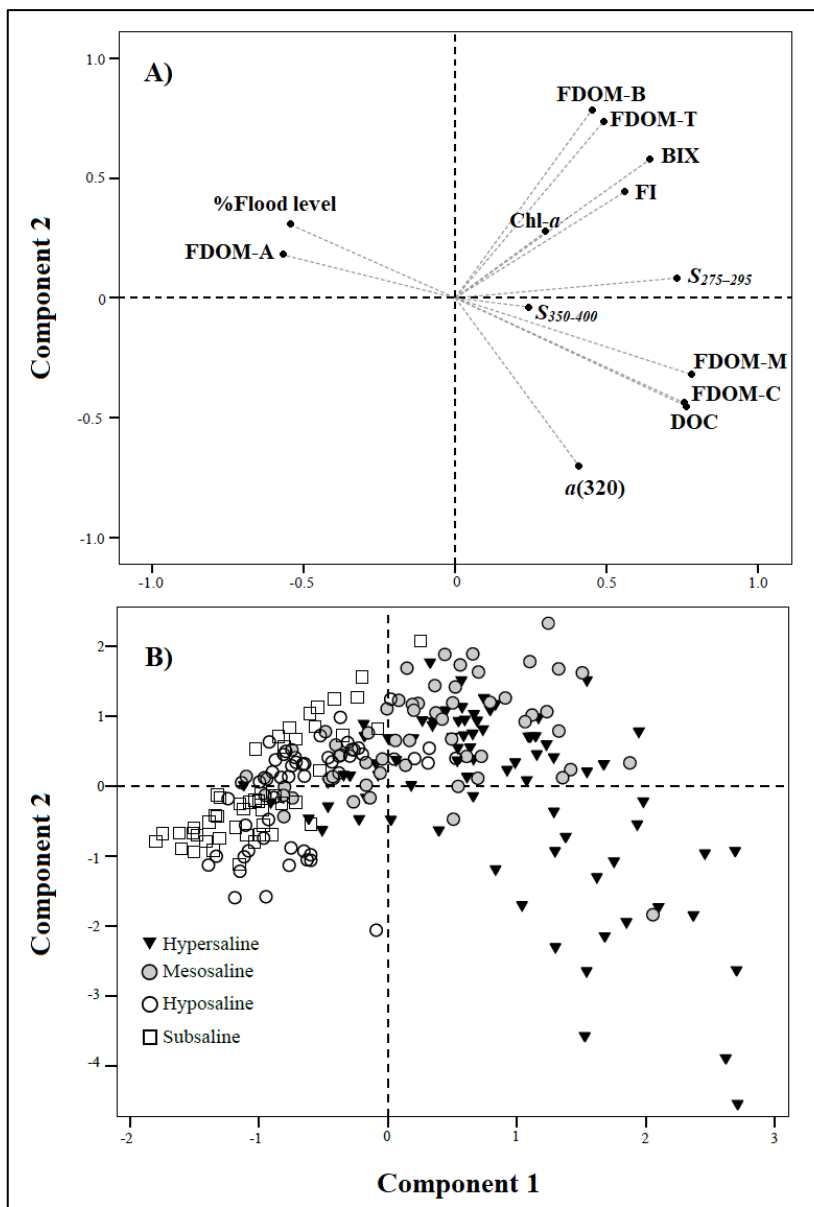 A)
1.0
0.5
0
-0.5
-1.0
Component 2
FDOM-B
FDOM-T
BIX
FI
Chl-a
%Flood level
FDOM-A
S275–295
S350-400
FDOM-M
FDOM-C
DOC
a(320)
-1.0
-0.5
0
0.5
1.0
B)
2
1
0
-1
-2
-3
-4
Component 2
Hypersaline
Mesosaline
Hyposaline
Subsaline
-2
-1
0
1
2
3
Component 1